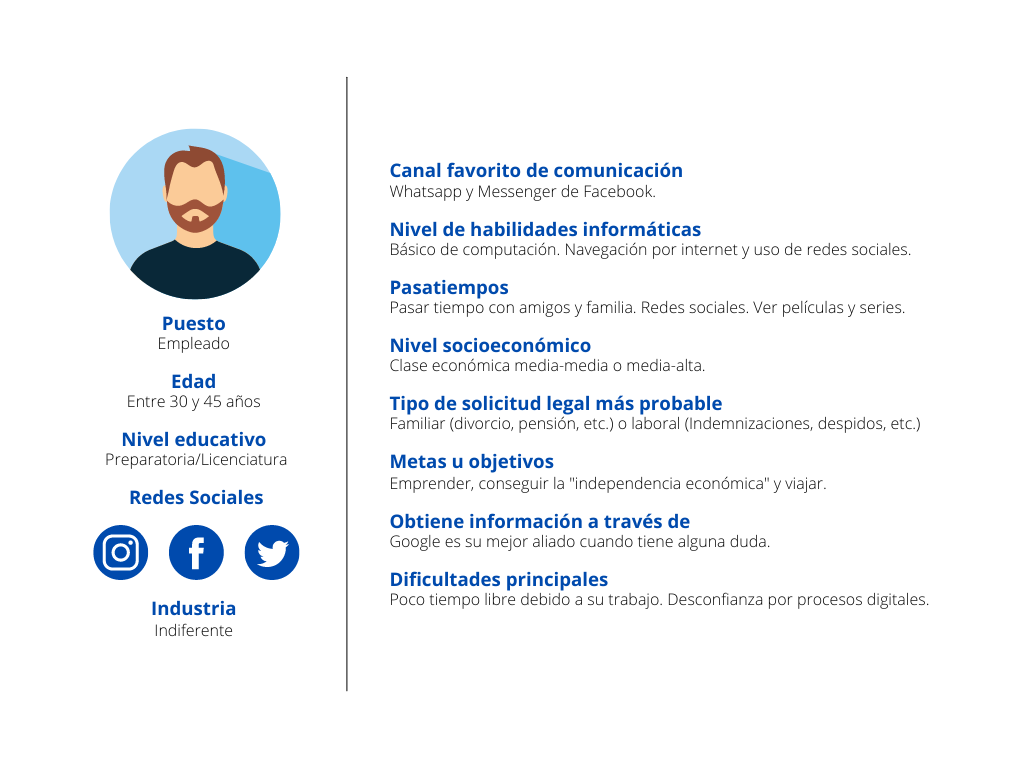 Puesto
Empleado
Edad
Entre 30 y 45 años
Nivel educativo
Preparatoria/Licenciatura
Redes Sociales
Industria
Indiferente
Canal favorito de comunicación
Whatsapp y Messenger de Facebook.
Nivel de habilidades informáticas
Básico de computación. Navegación por internet y uso de redes sociales.
Pasatiempos
Pasar tiempo con amigos y familia. Redes sociales. Ver películas y series.
Nivel socioeconómico
Clase económica media-media o media-alta.
Tipo de solicitud legal más probable
Familiar (divorcio, pensión, etc.) o laboral (Indemnizaciones, despidos, etc.)
Metas u objetivos
Emprender, conseguir la "independencia económica" y viajar.
Obtiene información a través de
Google es su mejor aliado cuando tiene alguna duda.
Dificultades principales
Poco tiempo libre debido a su trabajo. Desconfianza por procesos digitales.